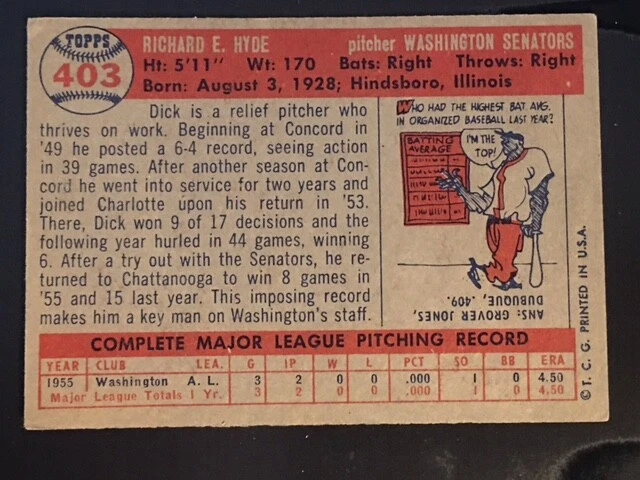 TOPPS
403
RICHARD E. HYDE pitcher WASHINGTON SENATORS
Ht: 5'11" Wt: 170 Bats: Right Throws: Right
Born: August 3, 1928; Hindsboro, Illinois
Dick is a relief pitcher who
thrives on work. Beginning at Concord in
'49 he posted a 6-4 record, seeing action
in 39 games. After another season at Con-
cord he went into service for two years and
joined Charlotte upon his return in '53.
There, Dick won 9 of 17 decisions and the
following year hurled in 44 games, winning
6. After a try out with the Senators, he re-
turned to Chattanooga to win 8 games in
'55 and 15 last year. This imposing record
makes him a key man on Washington's staff.
WHO HAD THE HIGHEST BAT. AVG.
IN ORGANIZED BASEBALL LAST YEAR?
BATTING
AVERAGE
I'M THE
TOP!
ANS: GROVER JONES,
DUBUQUE, .409.
© T. C. G. PRINTED IN U.S.A.
COMPLETE MAJOR LEAGUE PITCHING RECORD
YEAR CLUB LEA. G IP W L PCT SO BB ERA
1955 Washington A. L. 3 2 0 0 .000 1 0 4.50
Major League Totals 1 Yr. 3 2 0 0 .000 1 0 4.50